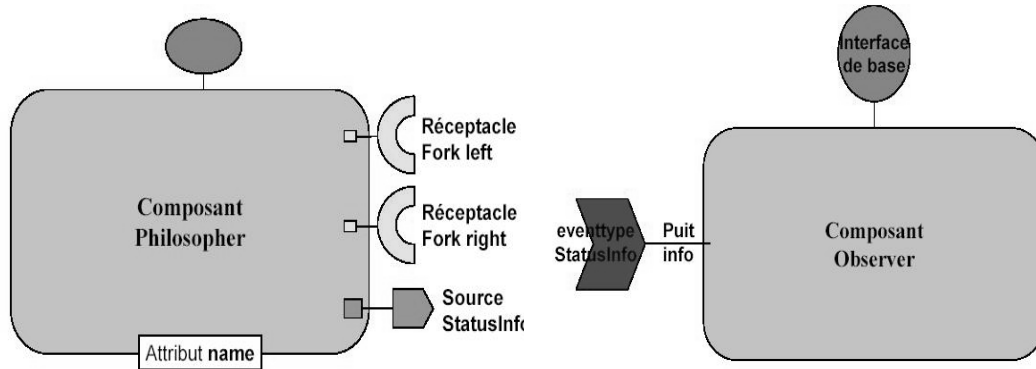 Réceptacle
Fork left
Composant
Philosopher
Réceptacle
Fork right
Source
StatusInfo
Attribut name
Interface
de base
eventtype
StatusInfo
Puit
info
Composant
Observer